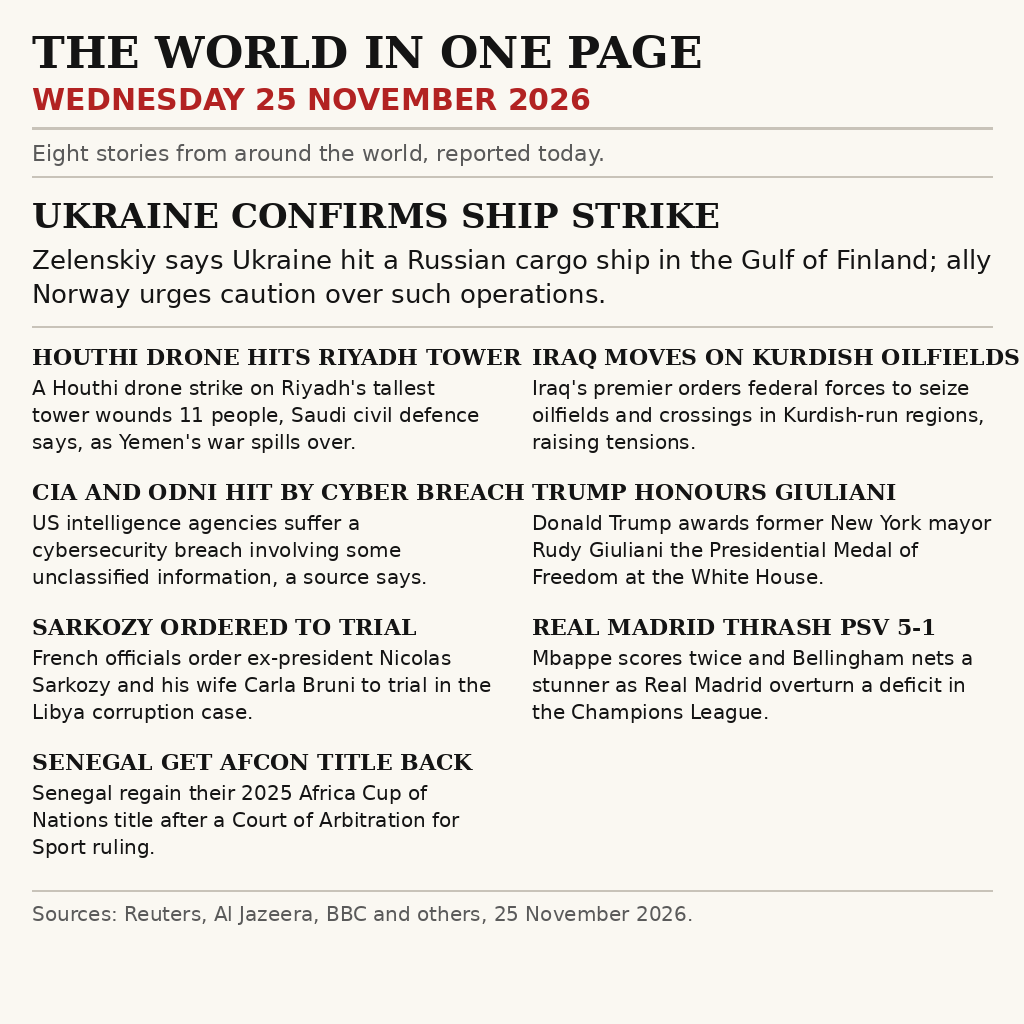 THE WORLD IN ONE PAGE
WEDNESDAY 25 NOVEMBER 2026
Eight stories from around the world, reported today.
UKRAINE CONFIRMS SHIP STRIKE
Zelenskiy says Ukraine hit a Russian cargo ship in the Gulf of Finland; ally
Norway urges caution over such operations.
HOUTHI DRONE HITS RIYADH TOWER
A Houthi drone strike on Riyadh's tallest
tower wounds 11 people, Saudi civil defence
says, as Yemen's war spills over.
IRAQ MOVES ON KURDISH OILFIELDS
Iraq's premier orders federal forces to seize
oilfields and crossings in Kurdish-run regions,
raising tensions.
CIA AND ODNI HIT BY CYBER BREACH
US intelligence agencies suffer a
cybersecurity breach involving some
unclassified information, a source says.
TRUMP HONOURS GIULIANI
Donald Trump awards former New York mayor
Rudy Giuliani the Presidential Medal of
Freedom at the White House.
SARKOZY ORDERED TO TRIAL
French officials order ex-president Nicolas
Sarkozy and his wife Carla Bruni to trial in the
Libya corruption case.
REAL MADRID THRASH PSV 5-1
Mbappe scores twice and Bellingham nets a
stunner as Real Madrid overturn a deficit in
the Champions League.
SENEGAL GET AFCON TITLE BACK
Senegal regain their 2025 Africa Cup of
Nations title after a Court of Arbitration for
Sport ruling.
Sources: Reuters, Al Jazeera, BBC and others, 25 November 2026.